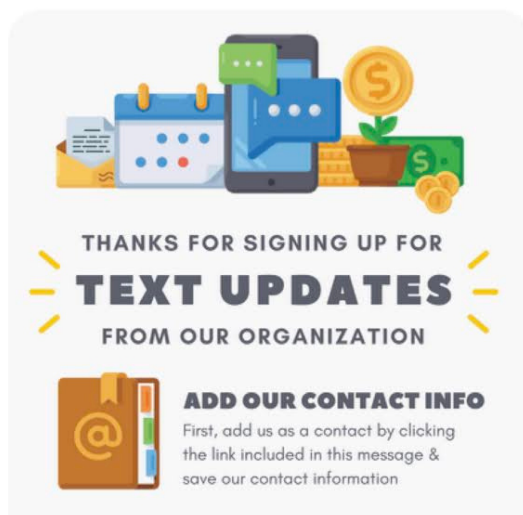 THANKS FOR SIGNING UP FOR
TEXT UPDATES
FROM OUR ORGANIZATION
ADD OUR CONTACT INFO
First, add us as a contact by clicking
the link included in this message &
save our contact information